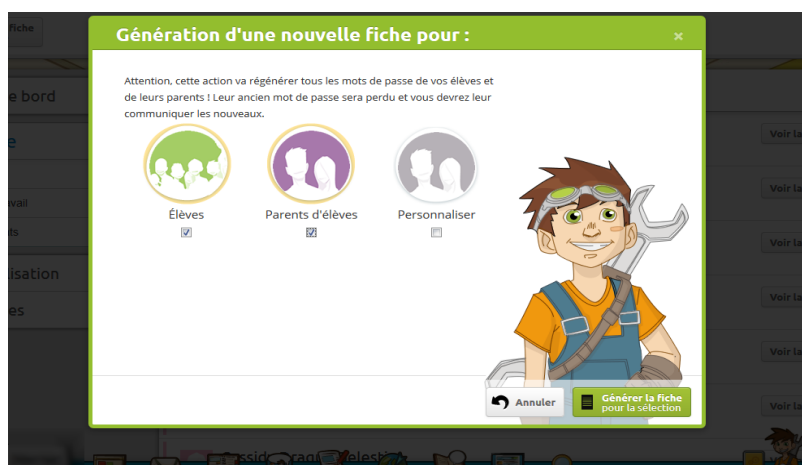 fiche
Génération d'une nouvelle fiche pour :
×
e bord
Attention, cette action va régénérer tous les mots de passe de vos élèves et
de leurs parents ! Leur ancien mot de passe sera perdu et vous devrez leur
communiquer les nouveaux.
Voir la
e
Voir la
avail
Élèves
Parents d'élèves
Personnaliser
nts
Voir la
lisation
Voir la
es
Voir la
Annuler
Générer la fiche
pour la sélection
Voir la